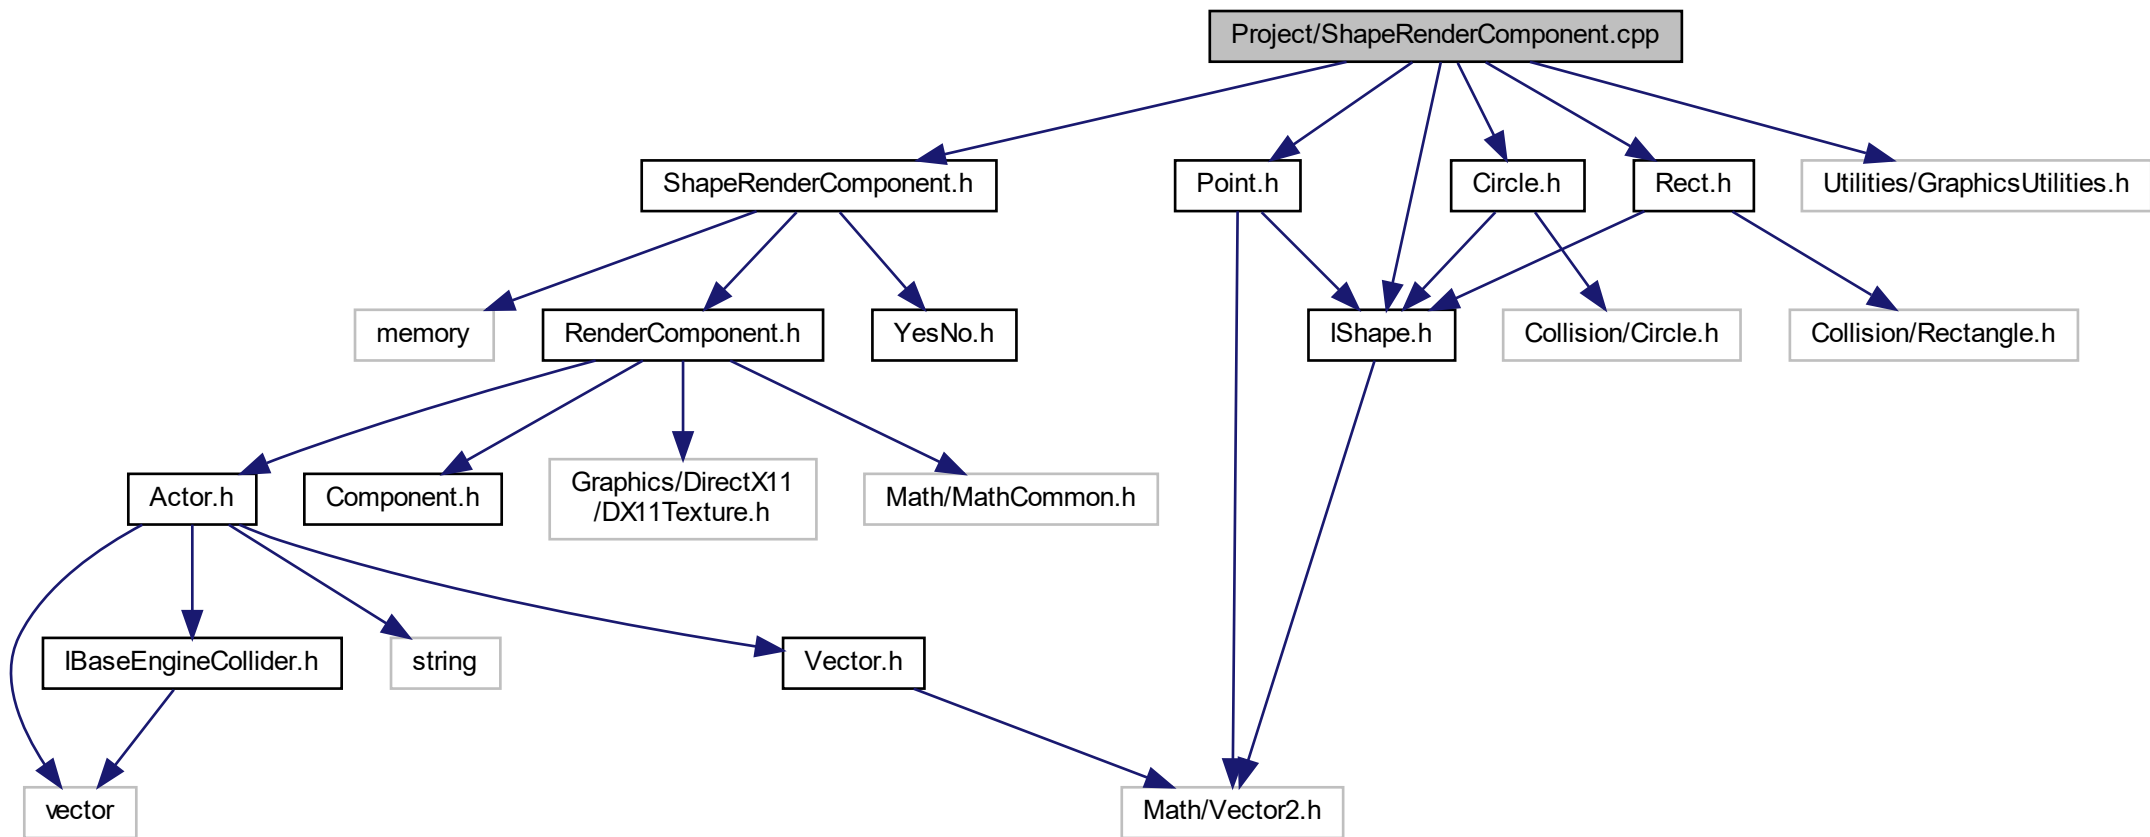 Project/ShapeRenderComponent.cpp
ShapeRenderComponent.h
Point.h
Circle.h
Rect.h
Utilities/GraphicsUtilities.h
memory
RenderComponent.h
YesNo.h
IShape.h
Collision/Circle.h
Collision/Rectangle.h
Actor.h
Component.h
Graphics/DirectX11
/DX11Texture.h
Math/MathCommon.h
IBaseEngineCollider.h
string
Vector.h
vector
Math/Vector2.h